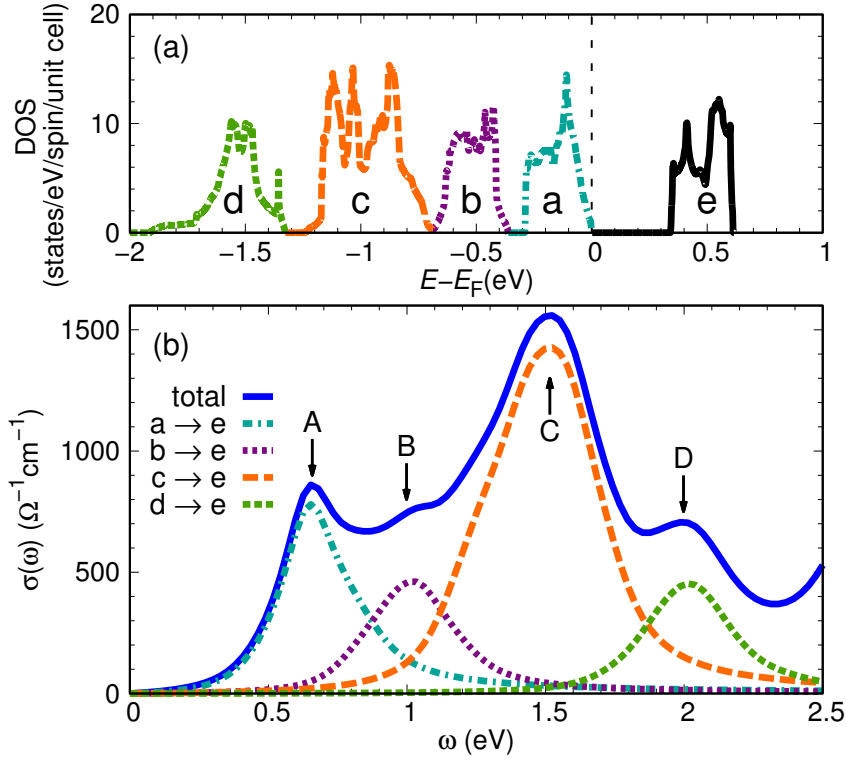 (a)
DOS
(states/eV/spin/unit cell)
20
10
0
d
c
b
a
e
−2
−1.5
−1
−0.5
0
0.5
1
E−E_F(eV)
(b)
1500
1000
500
0
σ(ω) (Ω⁻¹cm⁻¹)
total
a → e
b → e
c → e
d → e
A
B
C
D
0
0.5
1
1.5
2
2.5
ω (eV)